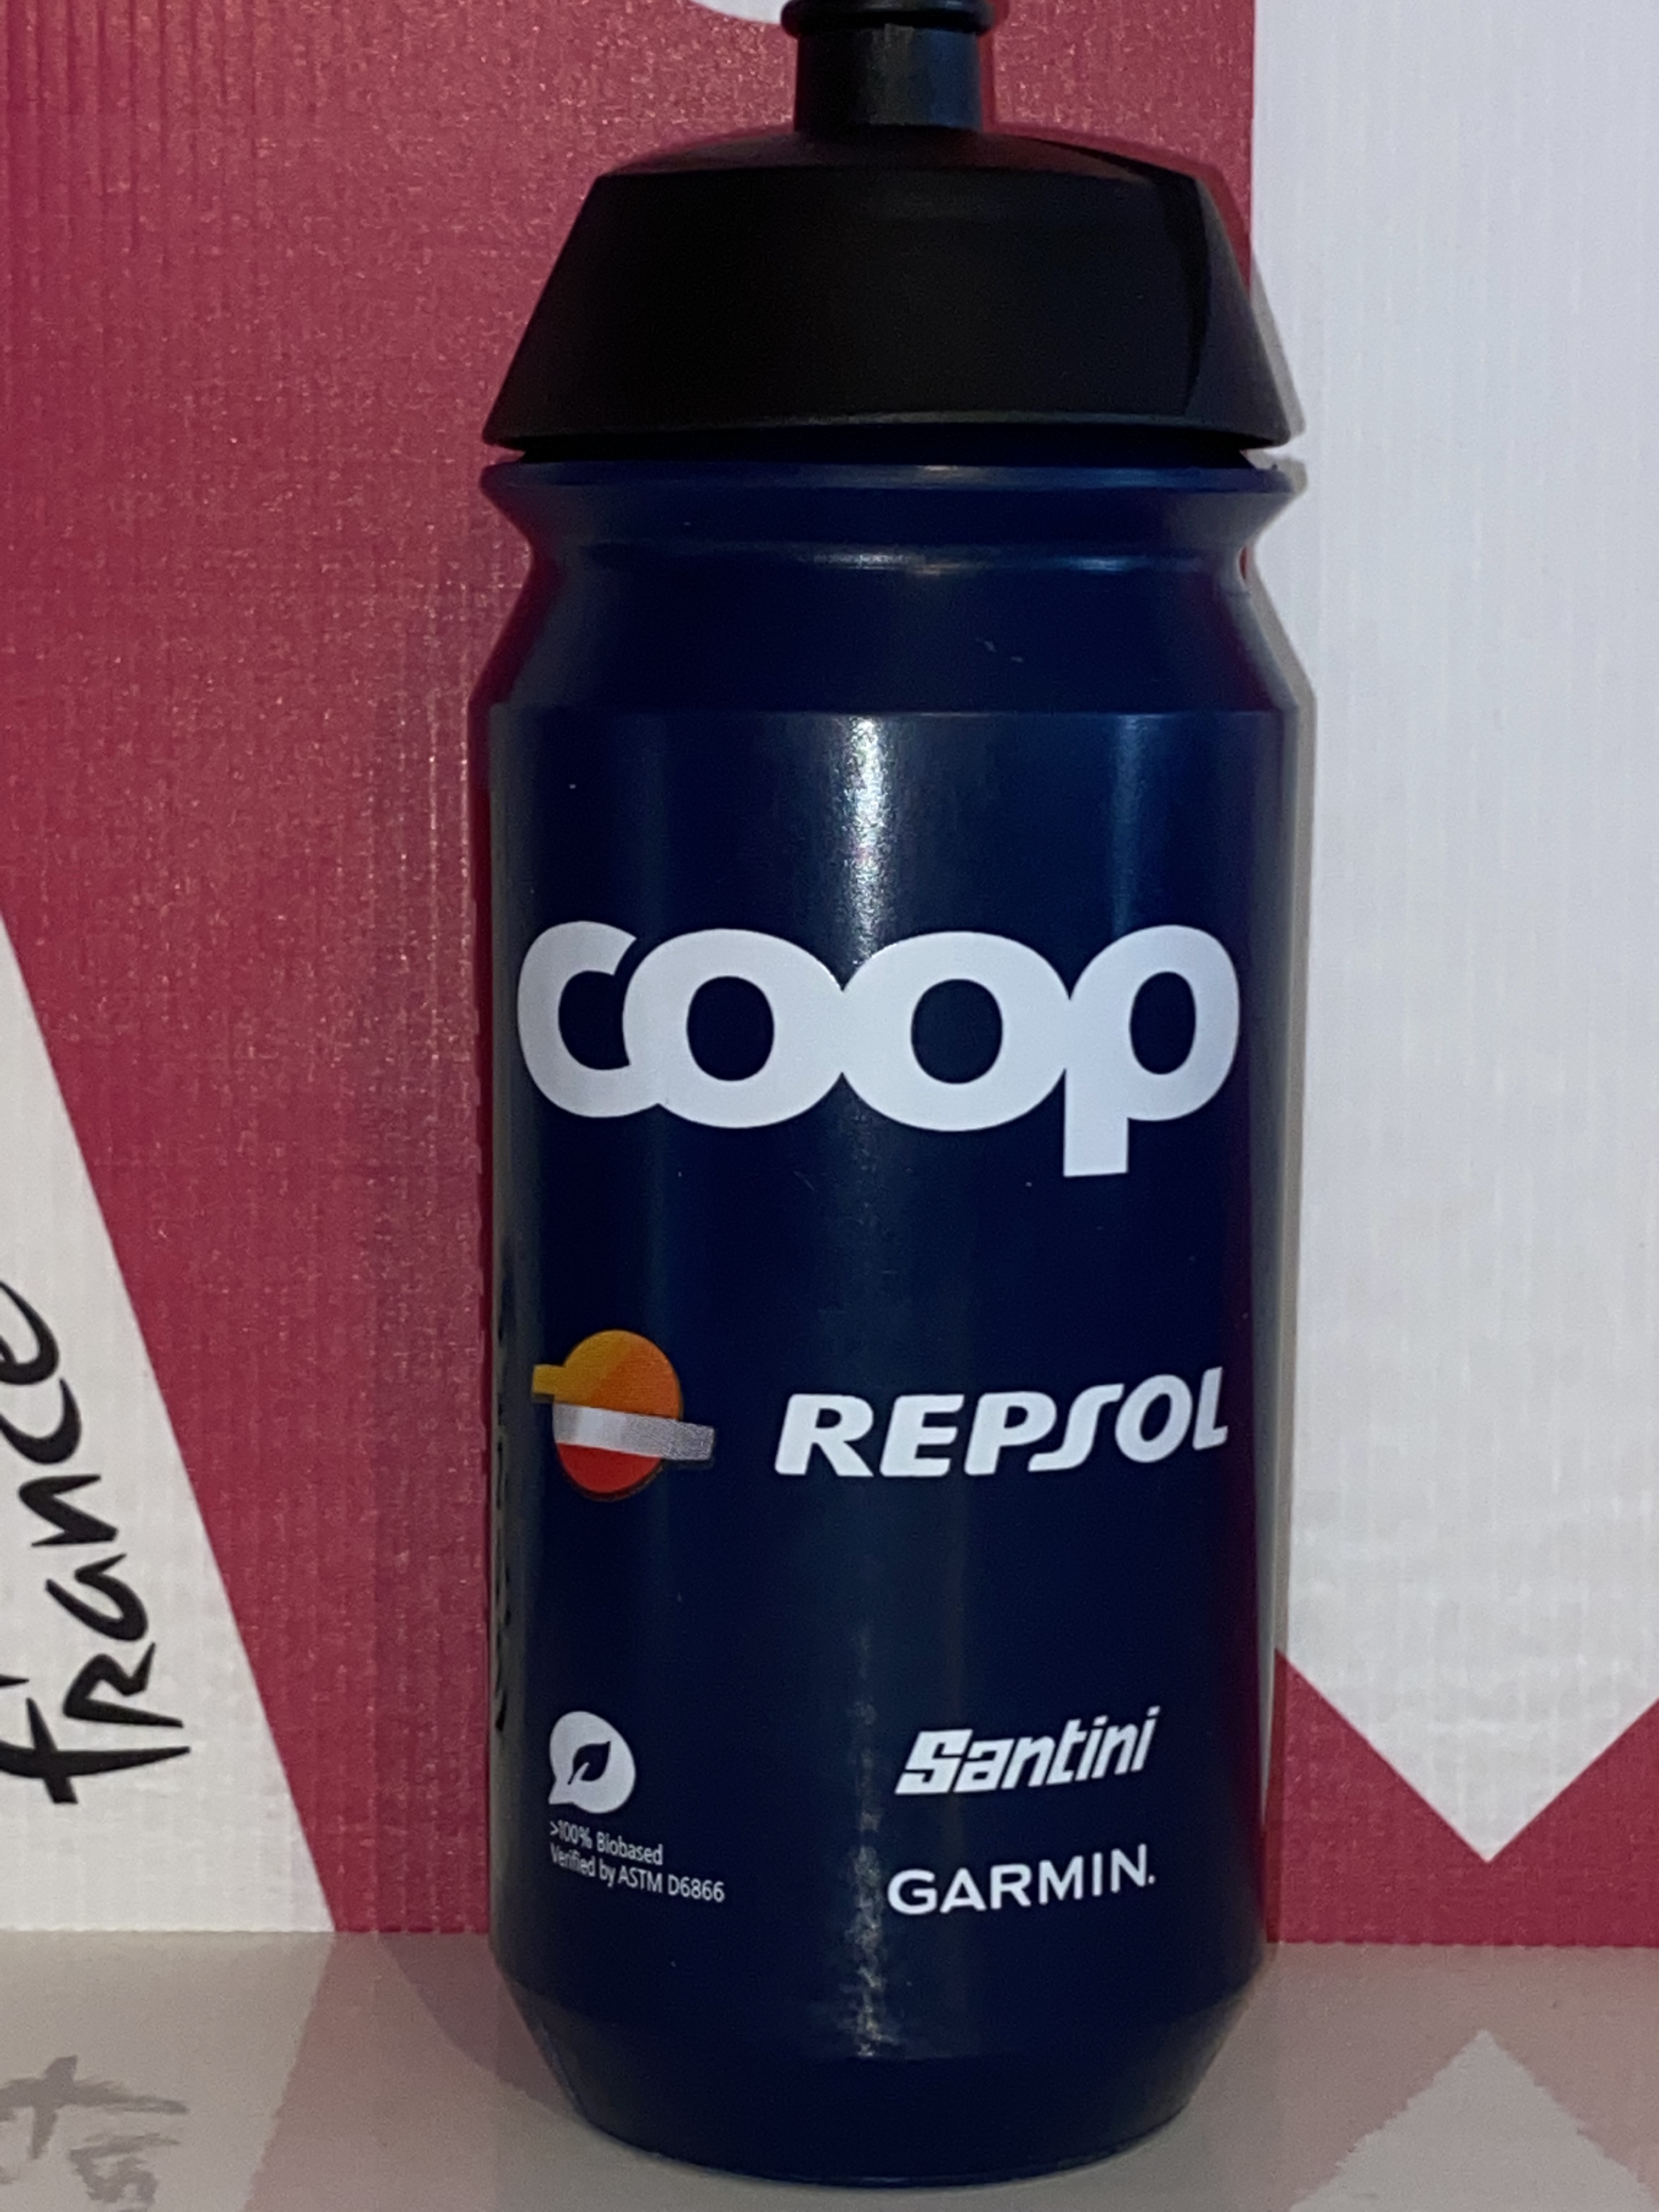 coop
REPSOL
Santini
>100% Biobased
Verified by ASTM D6866
GARMIN.
france